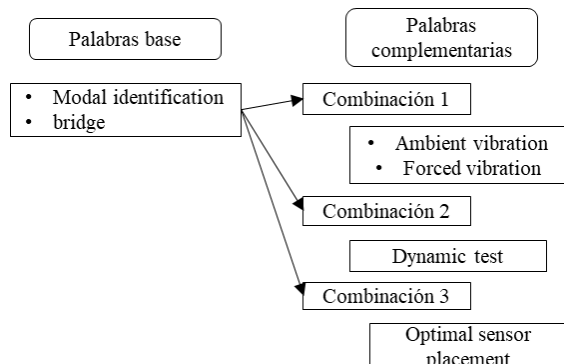 Palabras base
• Modal identification
• bridge
Palabras
complementarias
Combinación 1
• Ambient vibration
• Forced vibration
Combinación 2
Dynamic test
Combinación 3
Optimal sensor
placement